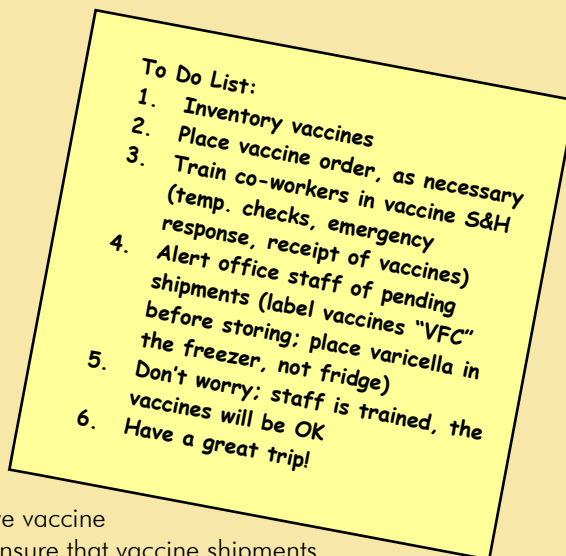 To Do List:
1. Inventory vaccines
2. Place vaccine order, as necessary
3. Train co-workers in vaccine S&H
(temp. checks, emergency
response, receipt of vaccines)
4. Alert office staff of pending
shipments (label vaccines “VFC”
before storing; place varicella in
the freezer, not fridge)
5. Don’t worry; staff is trained, the
vaccines will be OK
6. Have a great trip!
vaccine
that vaccine shipments